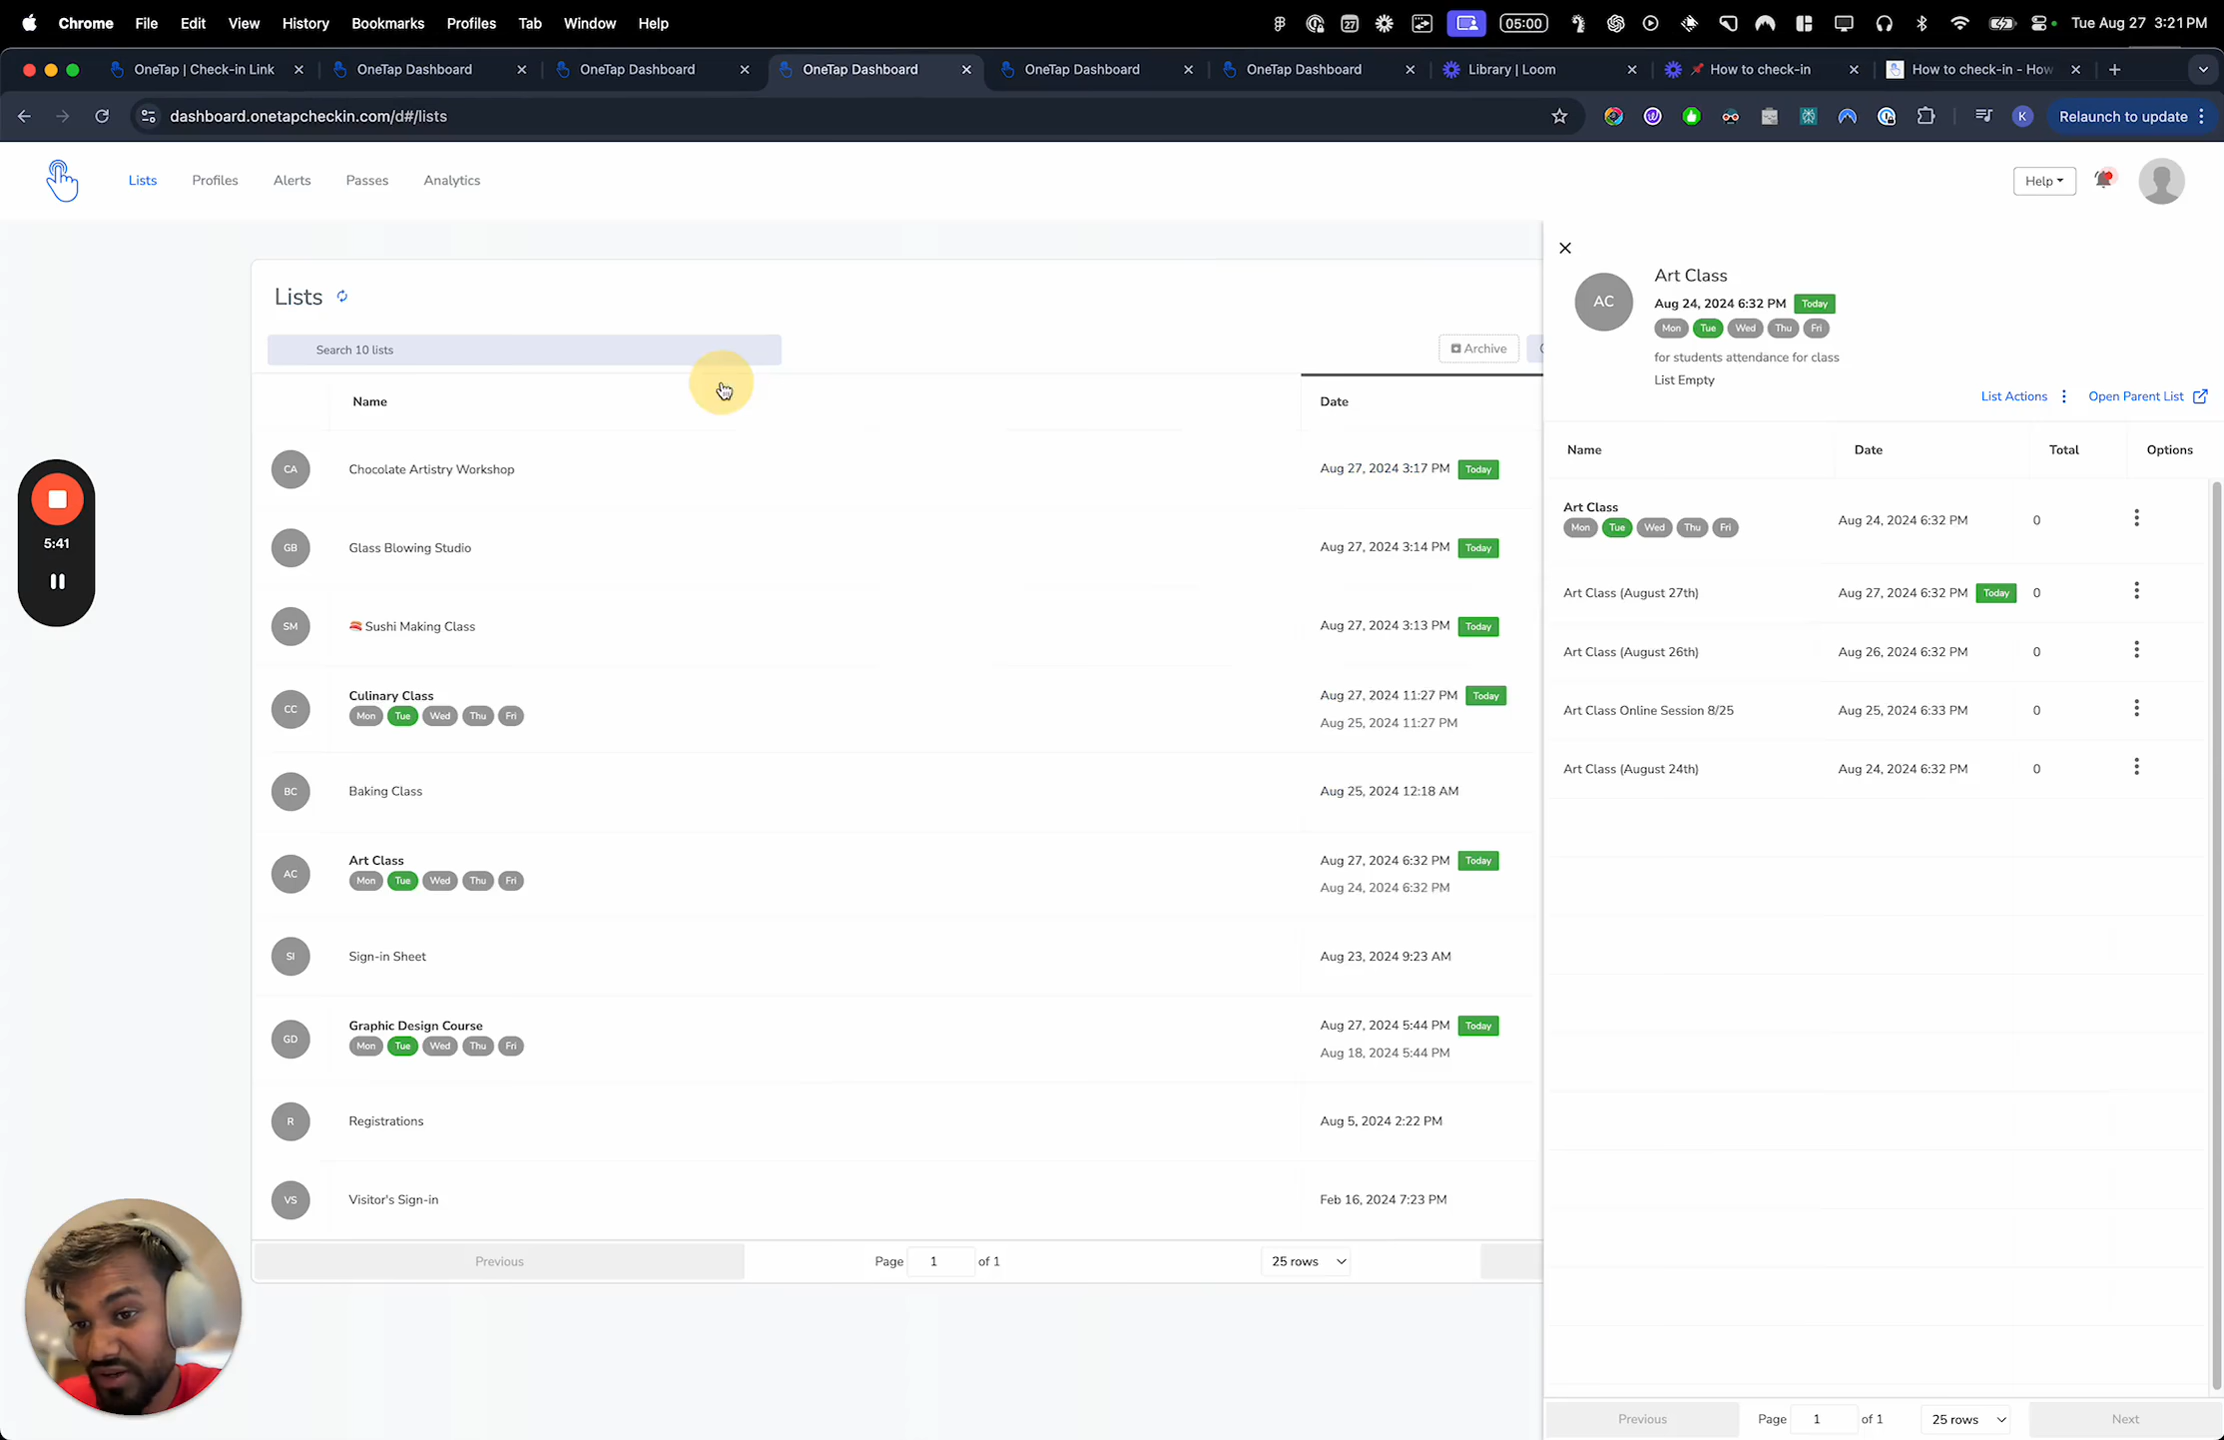 Chrome File Edit View History Bookmarks Profiles Tab Window Help 27 05:00 Tue Aug 27 3:21 PM
OneTap | Check-in Link OneTap Dashboard OneTap Dashboard OneTap Dashboard OneTap Dashboard OneTap Dashboard Library | Loom How to check-in How to check-in - How
dashboard.onetapcheckin.com/d#/lists K Relaunch to update
Lists Profiles Alerts Passes Analytics Help
Lists
Search 10 lists Archive
Name Date
CA Chocolate Artistry Workshop Aug 27, 2024 3:17 PM Today
GB Glass Blowing Studio Aug 27, 2024 3:14 PM Today
SM Sushi Making Class Aug 27, 2024 3:13 PM Today
CC Culinary Class Aug 27, 2024 11:27 PM Today
Mon Tue Wed Thu Fri Aug 25, 2024 11:27 PM
BC Baking Class Aug 25, 2024 12:18 AM
AC Art Class Aug 27, 2024 6:32 PM Today
Mon Tue Wed Thu Fri Aug 24, 2024 6:32 PM
SI Sign-in Sheet Aug 23, 2024 9:23 AM
GD Graphic Design Course Aug 27, 2024 5:44 PM Today
Mon Tue Wed Thu Fri Aug 18, 2024 5:44 PM
R Registrations Aug 5, 2024 2:22 PM
VS Visitor's Sign-in Feb 16, 2024 7:23 PM
Previous Page 1 of 1 25 rows
5:41
AC
Art Class
Aug 24, 2024 6:32 PM Today
Mon Tue Wed Thu Fri
for students attendance for class
List Empty
List Actions Open Parent List
Name Date Total Options
Art Class
Mon Tue Wed Thu Fri Aug 24, 2024 6:32 PM 0
Art Class (August 27th) Aug 27, 2024 6:32 PM Today 0
Art Class (August 26th) Aug 26, 2024 6:32 PM 0
Art Class Online Session 8/25 Aug 25, 2024 6:33 PM 0
Art Class (August 24th) Aug 24, 2024 6:32 PM 0
Previous Page 1 of 1 25 rows Next